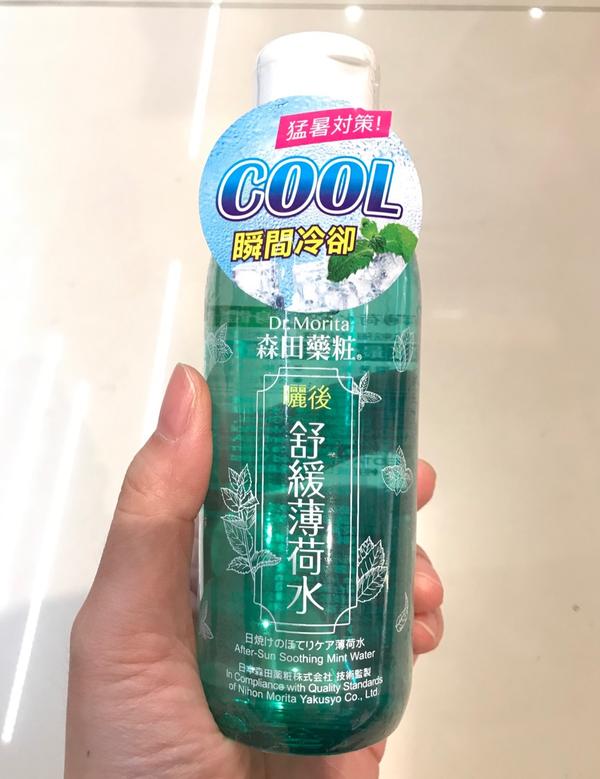 猛暑対策!
COOL
瞬間冷卻
Dr.Morita
森田藥粧®
曬後
舒緩薄荷水
日焼けのほてりケア薄荷水
After-Sun Soothing Mint Water
日本森田薬粧株式会社 技術監製
In Compliance with Quality Standards
of Nihon Morita Yakusyo Co., Ltd.